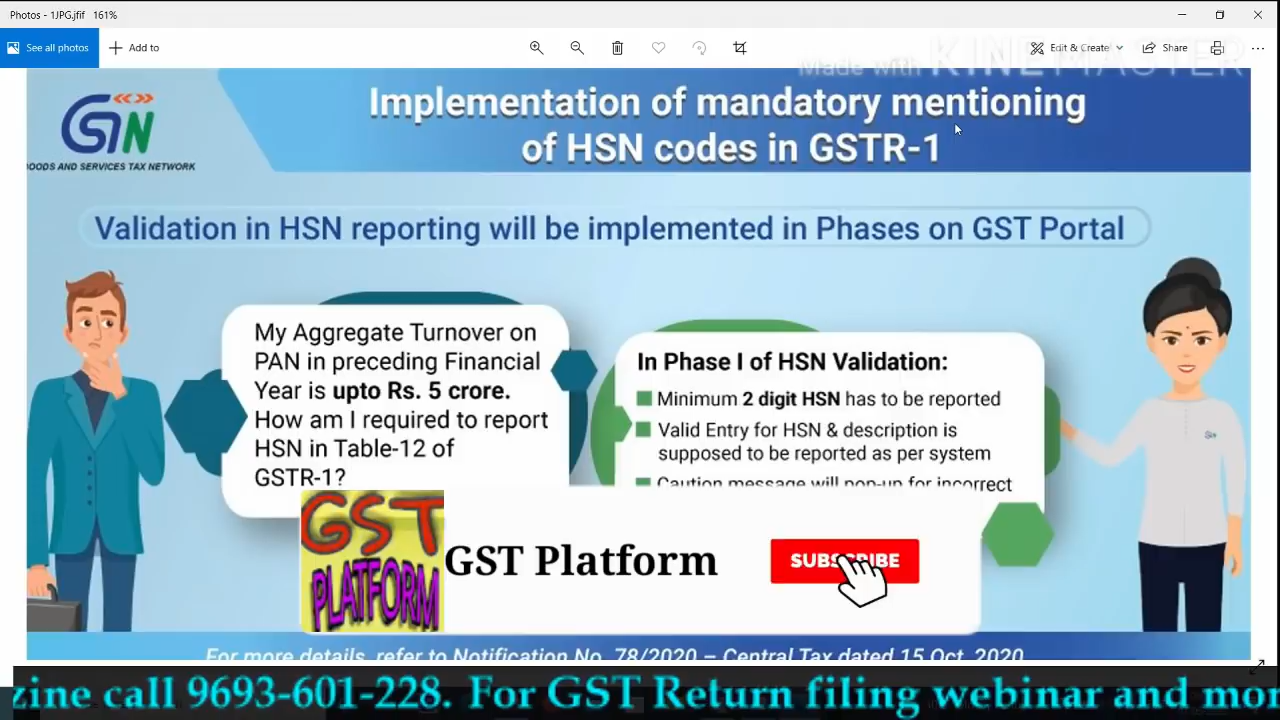 Photos - 1JPG.jfif 161%
See all photos
Add to
Edit & Create
Share
Made with KINEMASTER
GSTN
GOODS AND SERVICES TAX NETWORK
Implementation of mandatory mentioning
of HSN codes in GSTR-1
Validation in HSN reporting will be implemented in Phases on GST Portal
My Aggregate Turnover on
PAN in preceding Financial
Year is upto Rs. 5 crore.
How am I required to report
HSN in Table-12 of
GSTR-1?
In Phase I of HSN Validation:
Minimum 2 digit HSN has to be reported
Valid Entry for HSN & description is
supposed to be reported as per system
Caution message will pop-up for incorrect
GST
PLATFORM
GST Platform
SUBSCRIBE
For more details, refer to Notification No. 78/2020 – Central Tax dated 15 Oct, 2020
zine call 9693-601-228. For GST Return filing webinar and mor